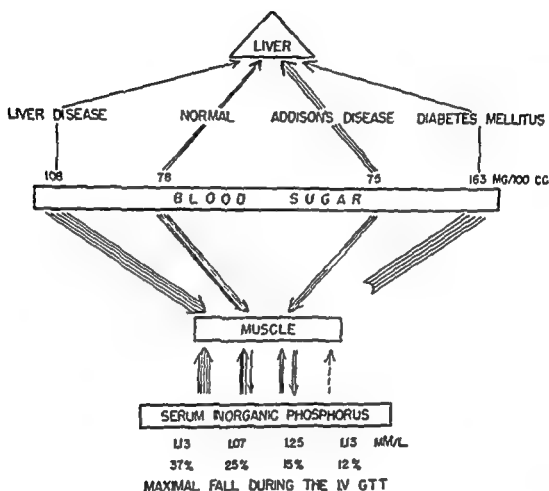 LIVER
LIVER DISEASE NORMAL ADDISON'S DISEASE DIABETES MELLITUS
108 78 75 163 MG/100 CC
BLOOD SUGAR
MUSCLE
SERUM INORGANIC PHOSPHORUS
1.13 1.07 1.25 1.13 MM/L.
37% 25% 15% 12%
MAXIMAL FALL DURING THE I.V. GTT